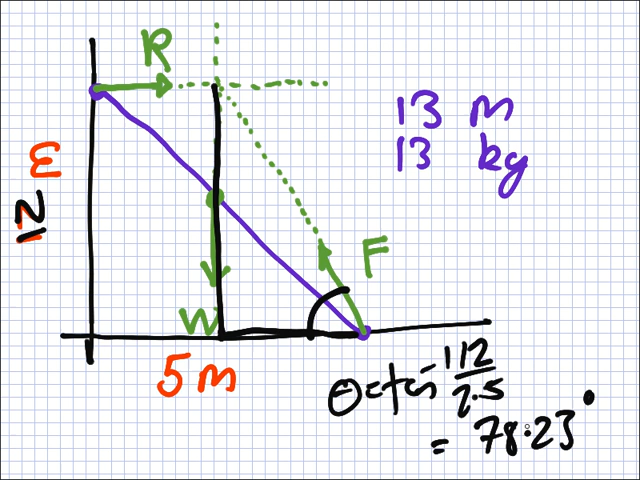 R
13 m
13 kg
12 m
F
W
5 m
θ = tan⁻¹ 12/2.5
= 78.23°